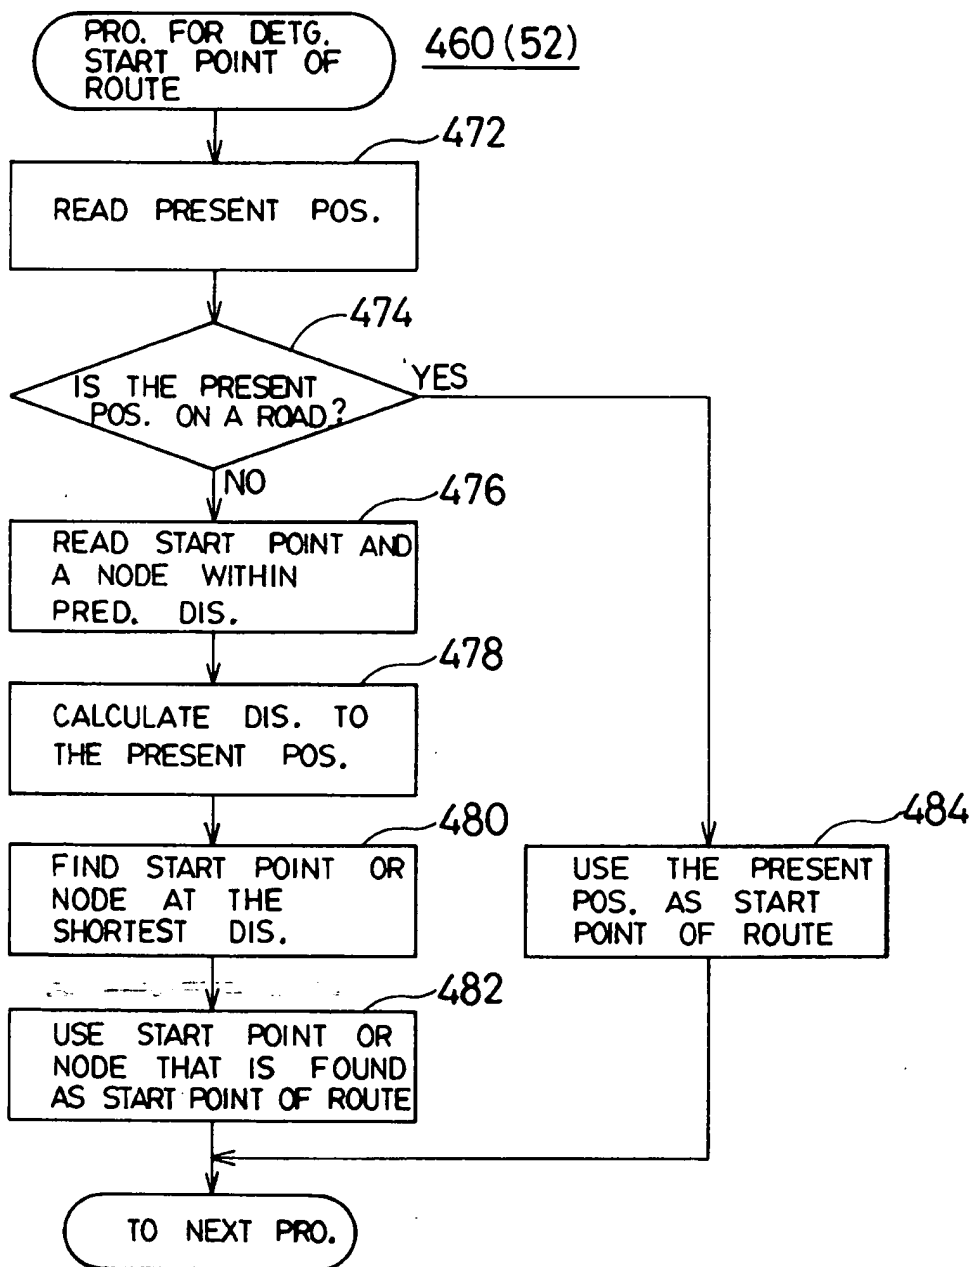 PRO. FOR DETG.
START POINT OF
ROUTE
460 (52)
472
READ PRESENT POS.
474
IS THE PRESENT
POS. ON A ROAD?
YES
NO
476
READ START POINT AND
A NODE WITHIN
PRED. DIS.
478
CALCULATE DIS. TO
THE PRESENT POS.
480
FIND START POINT OR
NODE AT THE
SHORTEST DIS.
484
USE THE PRESENT
POS. AS START
POINT OF ROUTE
482
USE START POINT OR
NODE THAT IS FOUND
AS START POINT OF ROUTE
TO NEXT PRO.